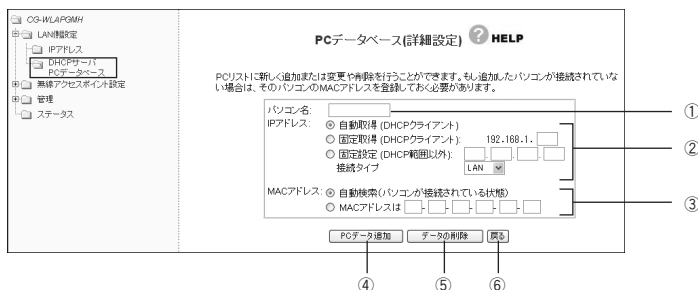 CG-WLAPGMH
LAN側設定
IPアドレス
DHCPサーバ
PCデータベース
無線アクセスポイント設定
管理
ステータス
PCデータベース(詳細設定) ? HELP
PCリストに新しく追加または変更や削除を行うことができます。もし追加したパソコンが接続されていな
い場合は、そのパソコンのMACアドレスを登録しておく必要があります。
パソコン名:
①
IPアドレス: 自動取得 (DHCPクライアント)
固定取得 (DHCPクライアント): 192.168.1.
固定設定 (DHCP範囲以外): . . .
接続タイプ LAN
②
MACアドレス: 自動検索(パソコンが接続されている状態)
MACアドレスは - - - - -
③
PCデータ追加 データの削除 戻る
④ ⑤ ⑥